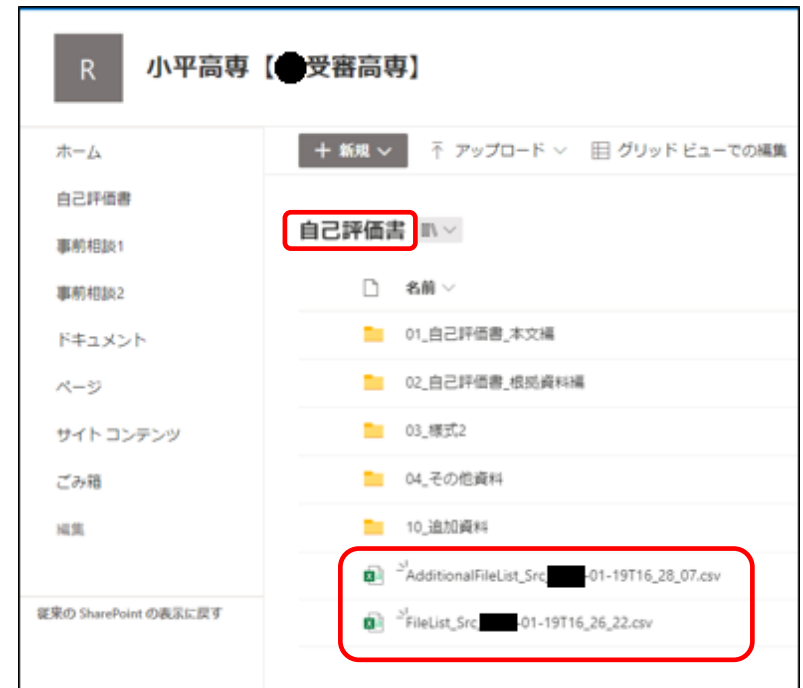 R
小平高専【●受審高専】
ホーム
自己評価書
事前相談1
事前相談2
ドキュメント
ページ
サイト コンテンツ
ごみ箱
編集
従来の SharePoint の表示に戻す
+ 新規
アップロード
グリッド ビューでの編集
自己評価書
名前
01_自己評価書_本文編
02_自己評価書_根拠資料編
03_様式2
04_その他資料
10_追加資料
AdditionalFileList_Src_ -01-19T16_28_07.csv
FileList_Src_ -01-19T16_26_22.csv